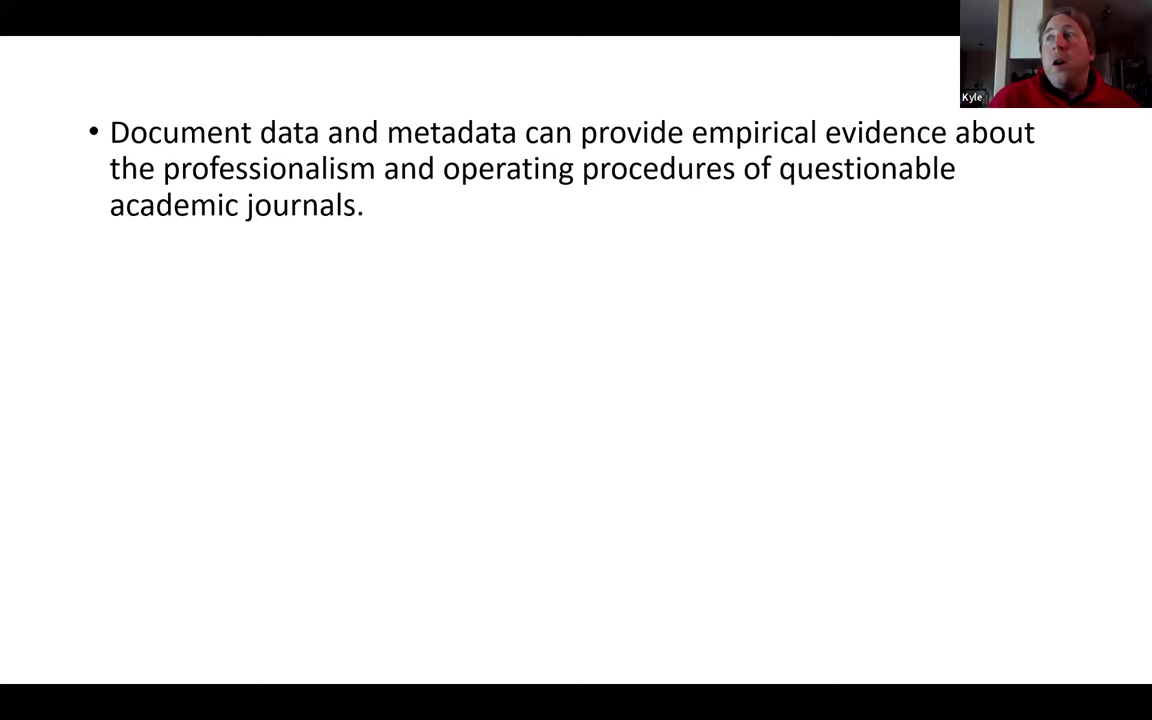 Kyle
• Document data and metadata can provide empirical evidence about
the professionalism and operating procedures of questionable
academic journals.